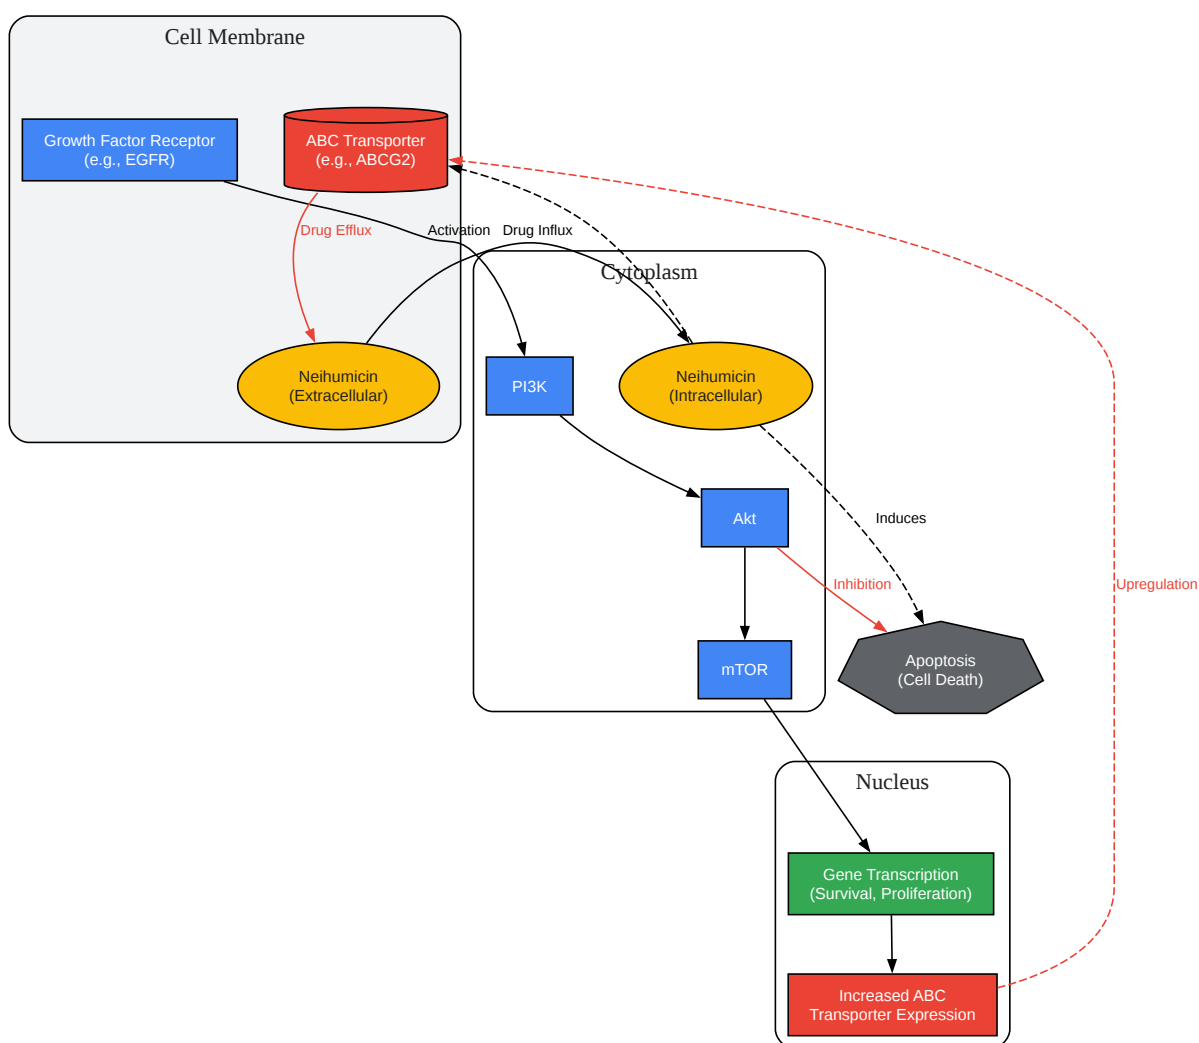 Cell Membrane
Growth Factor Receptor
(e.g., EGFR)
ABC Transporter
(e.g., ABCG2)
Drug Efflux
Activation
Drug Influx
Cytoplasm
Neihumicin
(Extracellular)
PI3K
Neihumicin
(Intracellular)
Akt
Induces
Inhibition
Upregulation
Apoptosis
(Cell Death)
mTOR
Nucleus
Gene Transcription
(Survival, Proliferation)
Increased ABC
Transporter Expression